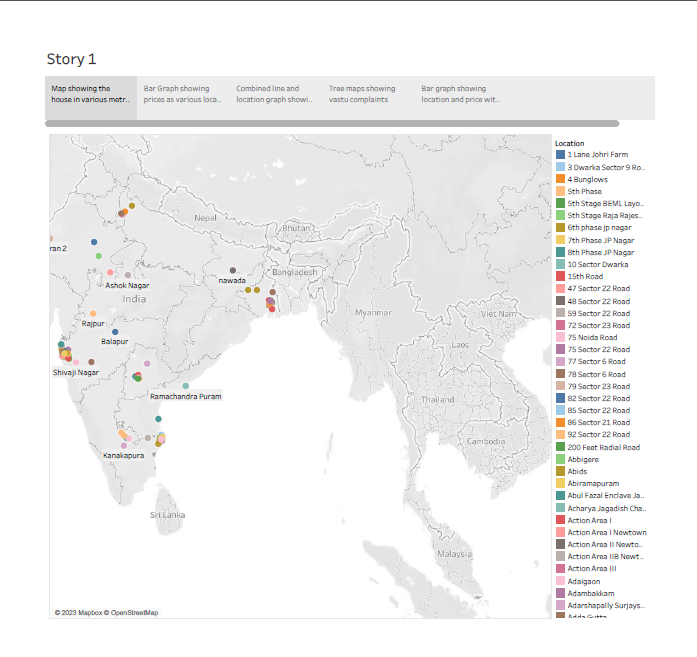 Story 1
Map showing the
house in various metr..
Bar Graph showing
prices as various loca..
Combined line and
location graph showi..
Tree maps showing
vastu complaints
Bar graph showing
location and price wit..
Nepal
Bhutan
ran 2
nawada
Bangladesh
Ashok Nagar
India
Myanmar
Viet Nam
Rajpur
Balapur
Laos
Shivaji Nagar
Ramachandra Puram
Thailand
Cambodia
Kanakapura
Sri Lanka
Malaysia
© 2023 Mapbox © OpenStreetMap
Location
1 Lane Johri Farm
3 Dwarka Sector 9 Ro..
4 Bunglows
5th Phase
5th Stage BEML Layo..
5th Stage Raja Rajes..
6th phase jp nagar
7th Phase JP Nagar
8th Phase JP Nagar
10 Sector Dwarka
15th Road
47 Sector 22 Road
48 Sector 22 Road
59 Sector 22 Road
72 Sector 23 Road
75 Noida Road
75 Sector 22 Road
77 Sector 6 Road
78 Sector 6 Road
79 Sector 23 Road
82 Sector 22 Road
85 Sector 22 Road
86 Sector 21 Road
92 Sector 22 Road
200 Feet Radial Road
Abbigere
Abids
Abiramapuram
Abul Fazal Enclave Ja..
Acharya Jagadish Cha..
Action Area I
Action Area I Newtown
Action Area II Newto..
Action Area IIB Newt..
Action Area III
Adaigaon
Adambakkam
Adarshapally Surjays..
Adda Gutta